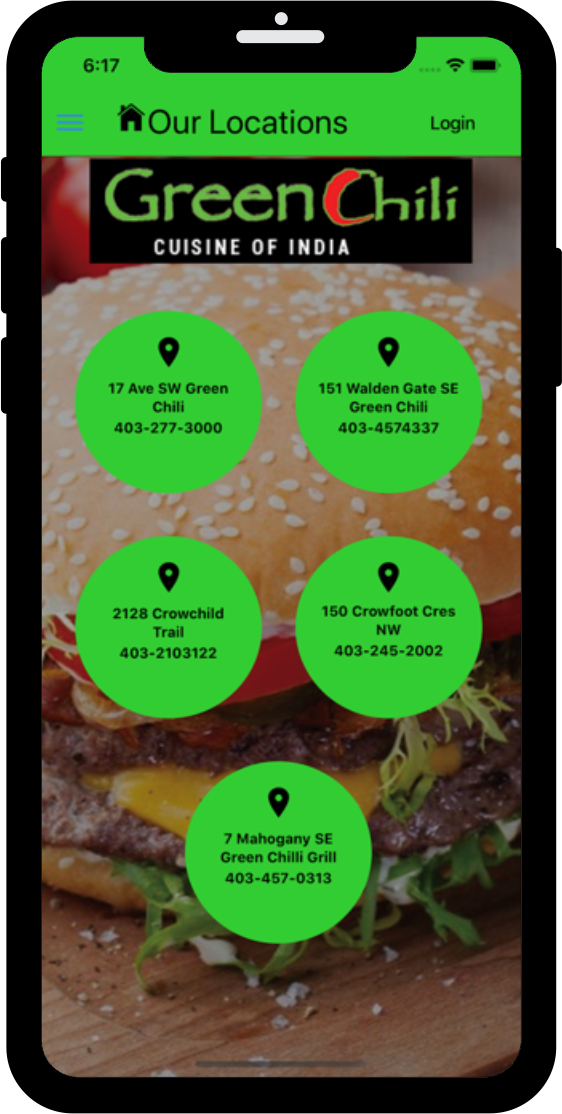 6:17
Our Locations
Login
Green Chili
CUISINE OF INDIA
17 Ave SW Green
Chili
403-277-3000
151 Walden Gate SE
Green Chili
403-4574337
2128 Crowchild
Trail
403-2103122
150 Crowfoot Cres
NW
403-245-2002
7 Mahogany SE
Green Chilli Grill
403-457-0313